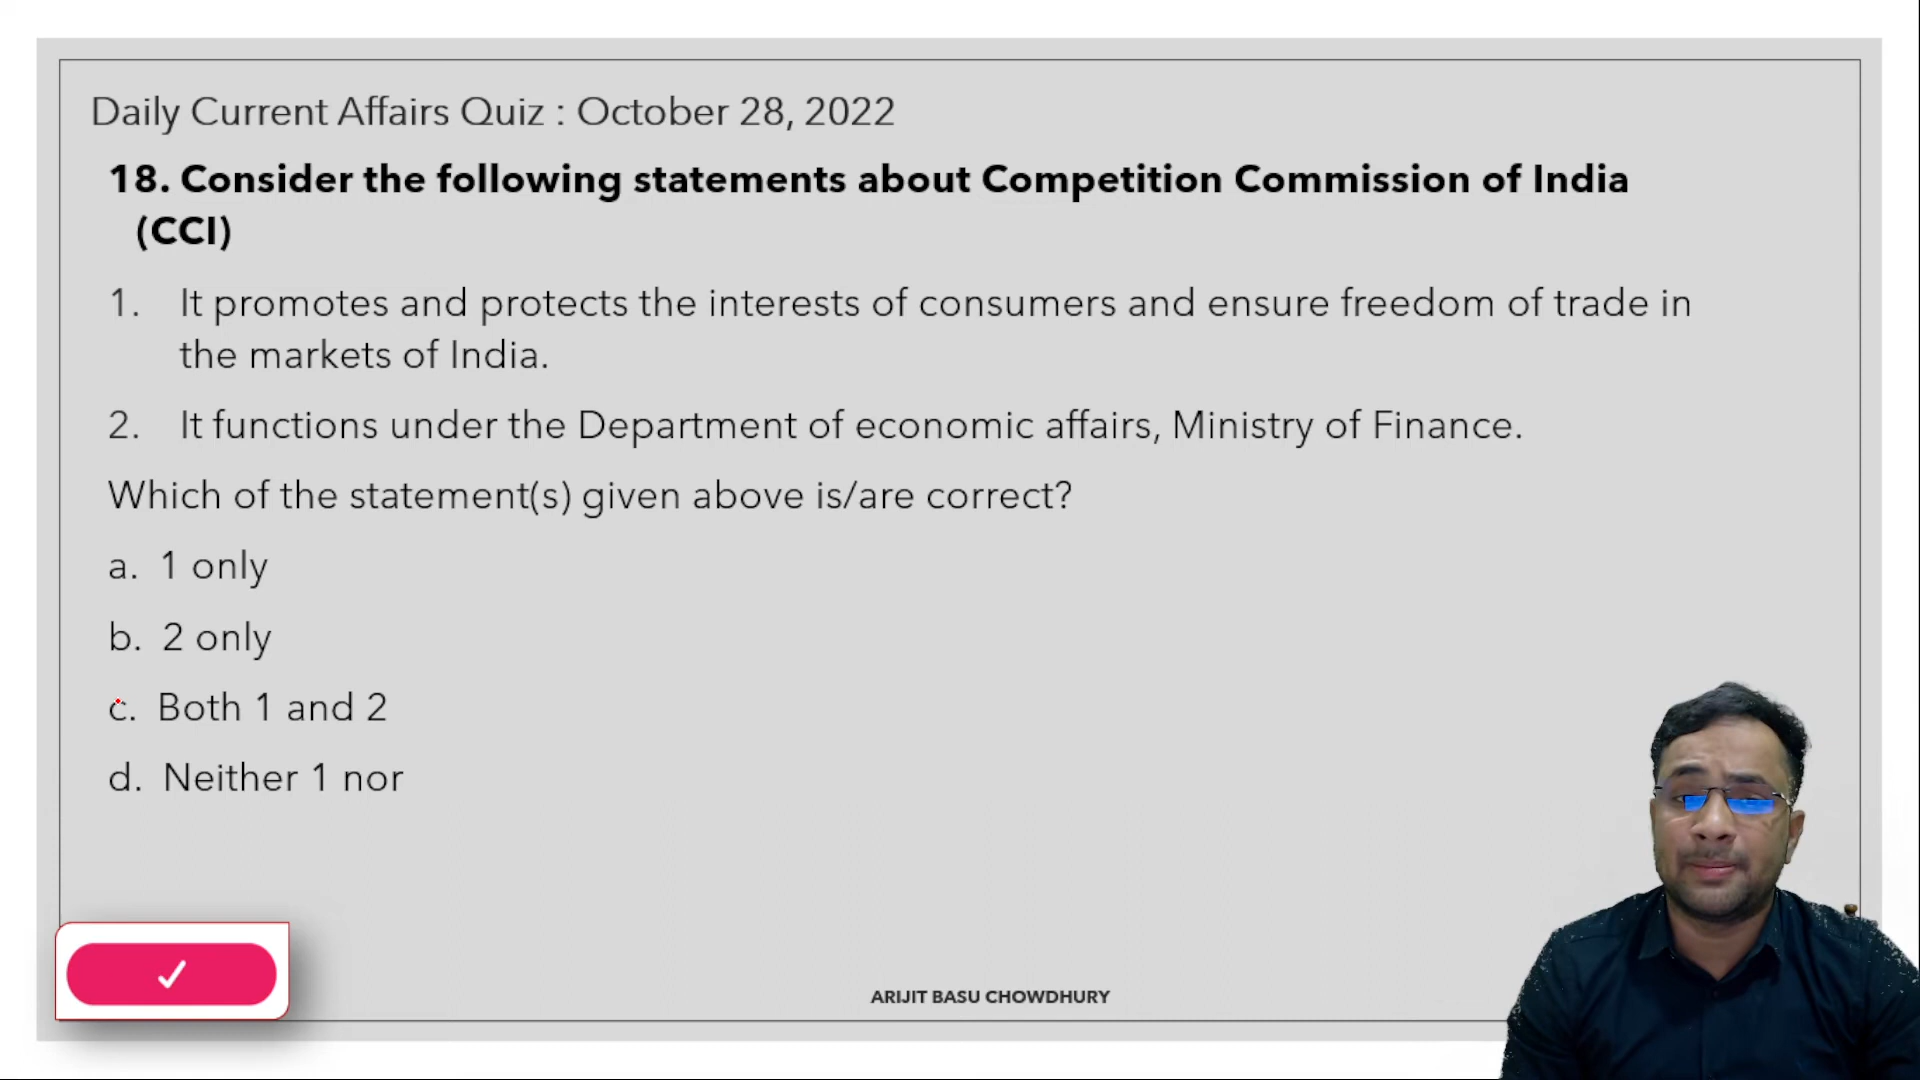 Daily Current Affairs Quiz : October 28, 2022
18. Consider the following statements about Competition Commission of India
(CCI)
1. It promotes and protects the interests of consumers and ensure freedom of trade in
the markets of India.
2. It functions under the Department of economic affairs, Ministry of Finance.
Which of the statement(s) given above is/are correct?
a. 1 only
b. 2 only
c. Both 1 and 2
d. Neither 1 nor
ARIJIT BASU CHOWDHURY